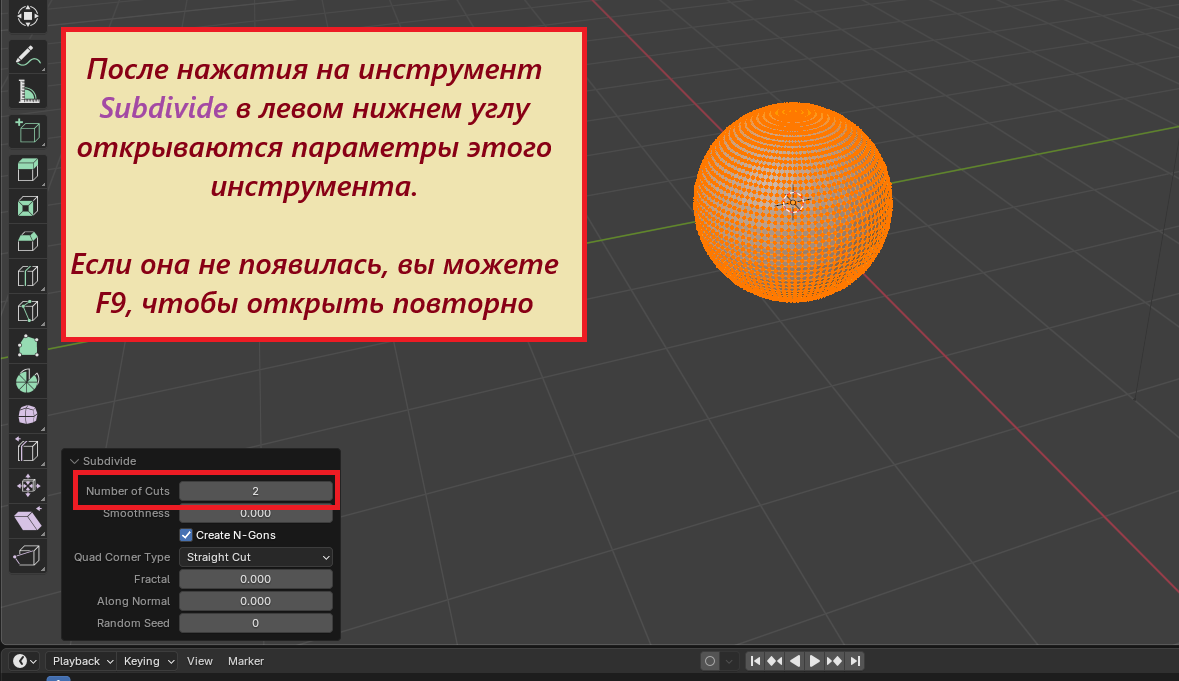 После нажатия на инструмент
Subdivide в левом нижнем углу
открываются параметры этого
инструмента.
Если она не появилась, вы можете
F9, чтобы открыть повторно
Subdivide
Number of Cuts 2
Smoothness 0.000
Create N-Gons
Quad Corner Type Straight Cut
Fractal 0.000
Along Normal 0.000
Random Seed 0
Playback Keying View Marker